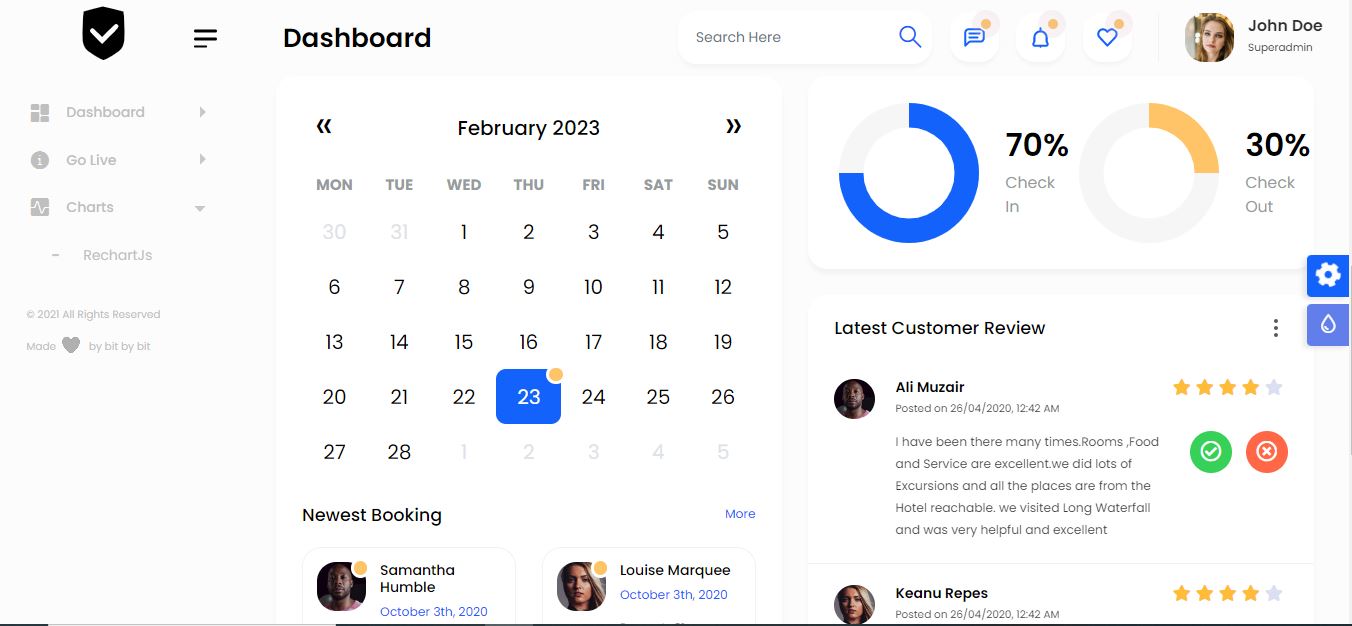 Dashboard
Search Here
John Doe
Superadmin
Dashboard
Go Live
Charts
- RechartJs
© 2021 All Rights Reserved
Made by bit by bit
« February 2023 »
MON TUE WED THU FRI SAT SUN
30 31 1 2 3 4 5
6 7 8 9 10 11 12
13 14 15 16 17 18 19
20 21 22 23 24 25 26
27 28 1 2 3 4 5
Newest Booking More
Samantha
Humble
October 3th, 2020
Louise Marquee
October 3th, 2020
70%
Check
In
30%
Check
Out
Latest Customer Review
Ali Muzair
Posted on 26/04/2020, 12:42 AM
I have been there many times.Rooms ,Food
and Service are excellent.we did lots of
Excursions and all the places are from the
Hotel reachable. we visited Long Waterfall
and was very helpful and excellent
Keanu Repes
Posted on 26/04/2020, 12:42 AM